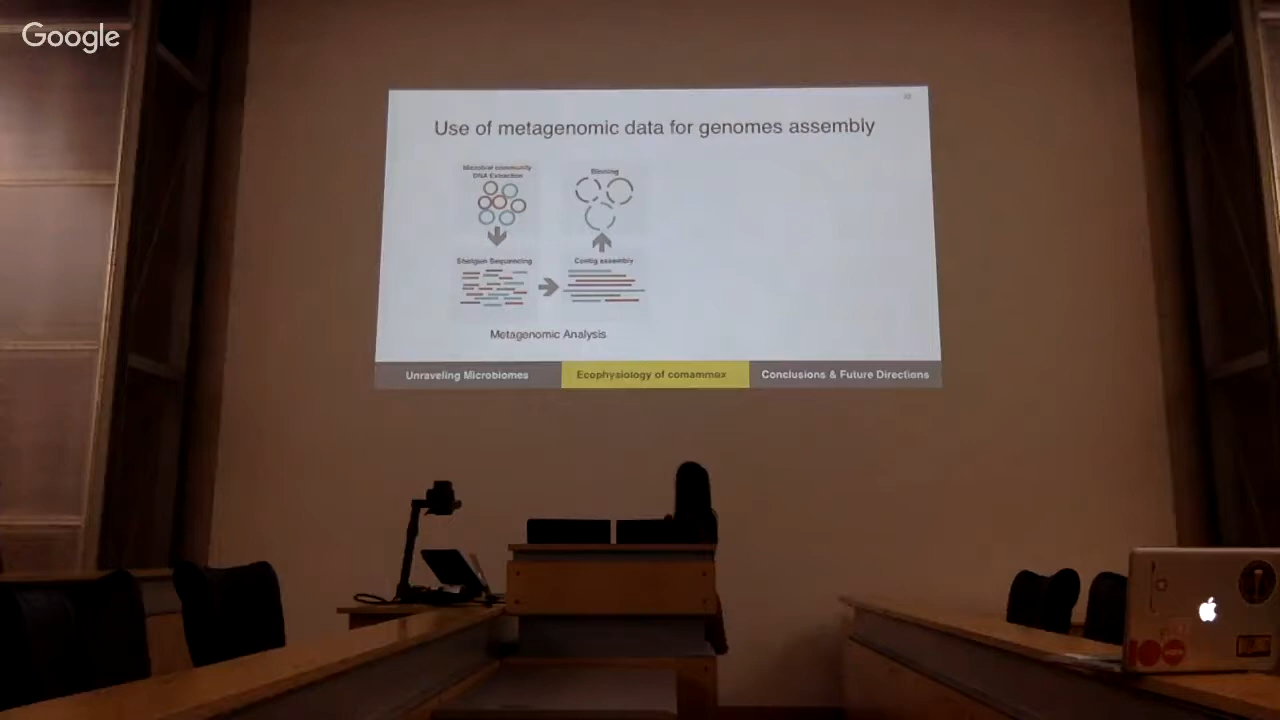 Google
Use of metagenomic data for genomes assembly
Microbial community
DNA Extraction
Binning
Shotgun Sequencing
Contig assembly
Metagenomic Analysis
Unraveling Microbiomes
Ecophysiology of comammox
Conclusions & Future Directions
100